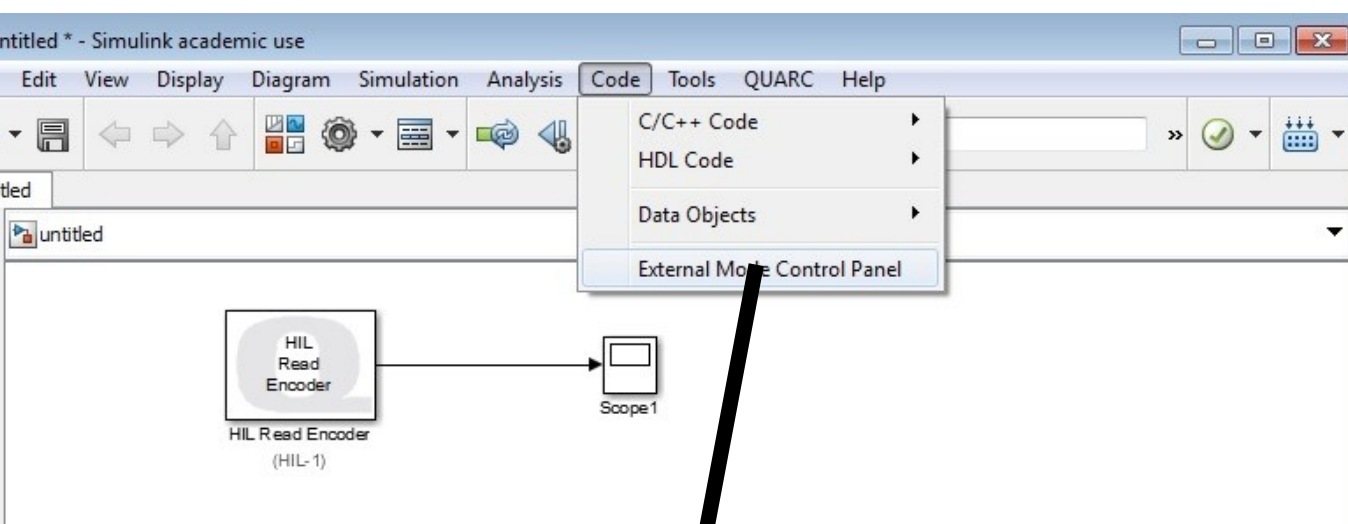 ntitled * - Simulink academic use
Edit View Display Diagram Simulation Analysis Code Tools QUARC Help
C/C++ Code
HDL Code
»
tled
Data Objects
untitled
External Mode Control Panel
HIL
Read
Encoder
HIL Read Encoder
(HIL-1)
Scope1